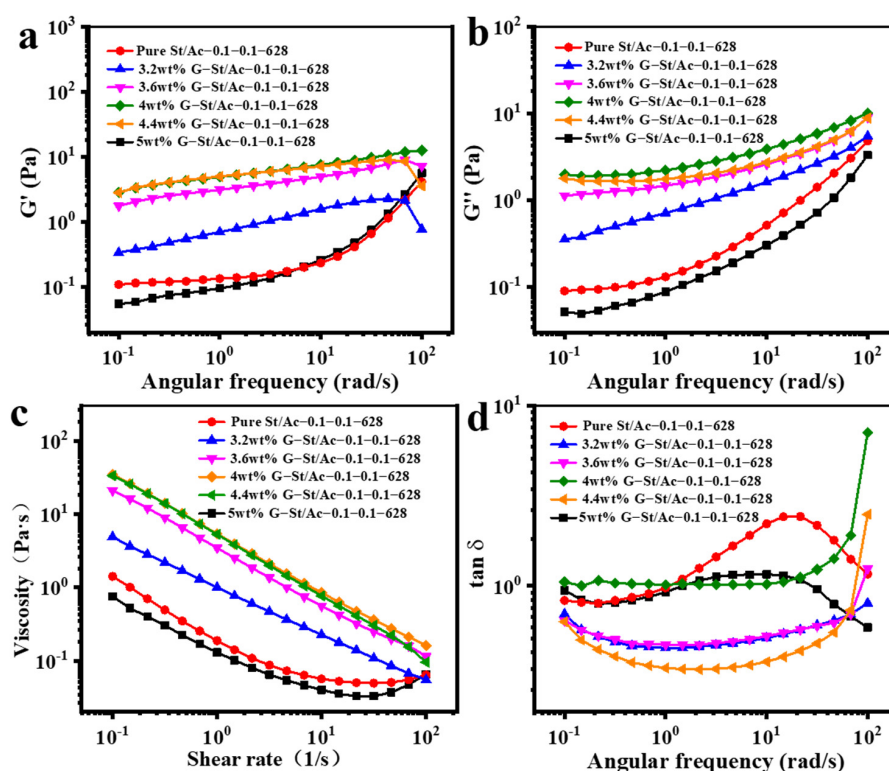 a
10³
10²
10¹
10⁰
10⁻¹
G' (Pa)
Pure St/Ac−0.1−0.1−628
3.2wt% G−St/Ac−0.1−0.1−628
3.6wt% G−St/Ac−0.1−0.1−628
4wt% G−St/Ac−0.1−0.1−628
4.4wt% G−St/Ac−0.1−0.1−628
5wt% G−St/Ac−0.1−0.1−628
10⁻¹ 10⁰ 10¹ 10²
Angular frequency (rad/s)
b
10²
10¹
10⁰
10⁻¹
G'' (Pa)
Pure St/Ac−0.1−0.1−628
3.2wt% G−St/Ac−0.1−0.1−628
3.6wt% G−St/Ac−0.1−0.1−628
4wt% G−St/Ac−0.1−0.1−628
4.4wt% G−St/Ac−0.1−0.1−628
5wt% G−St/Ac−0.1−0.1−628
10⁻¹ 10⁰ 10¹ 10²
Angular frequency (rad/s)
c
10²
10¹
10⁰
10⁻¹
Viscosity（Pa·s）
Pure St/Ac−0.1−0.1−628
3.2wt% G−St/Ac−0.1−0.1−628
3.6wt% G−St/Ac−0.1−0.1−628
4wt% G−St/Ac−0.1−0.1−628
4.4wt% G−St/Ac−0.1−0.1−628
5wt% G−St/Ac−0.1−0.1−628
10⁻¹ 10⁰ 10¹ 10²
Shear rate（1/s）
d
10¹
10⁰
tan δ
Pure St/Ac−0.1−0.1−628
3.2wt% G−St/Ac−0.1−0.1−628
3.6wt% G−St/Ac−0.1−0.1−628
4wt% G−St/Ac−0.1−0.1−628
4.4wt% G−St/Ac−0.1−0.1−628
5wt% G−St/Ac−0.1−0.1−628
10⁻¹ 10⁰ 10¹ 10²
Angular frequency (rad/s)